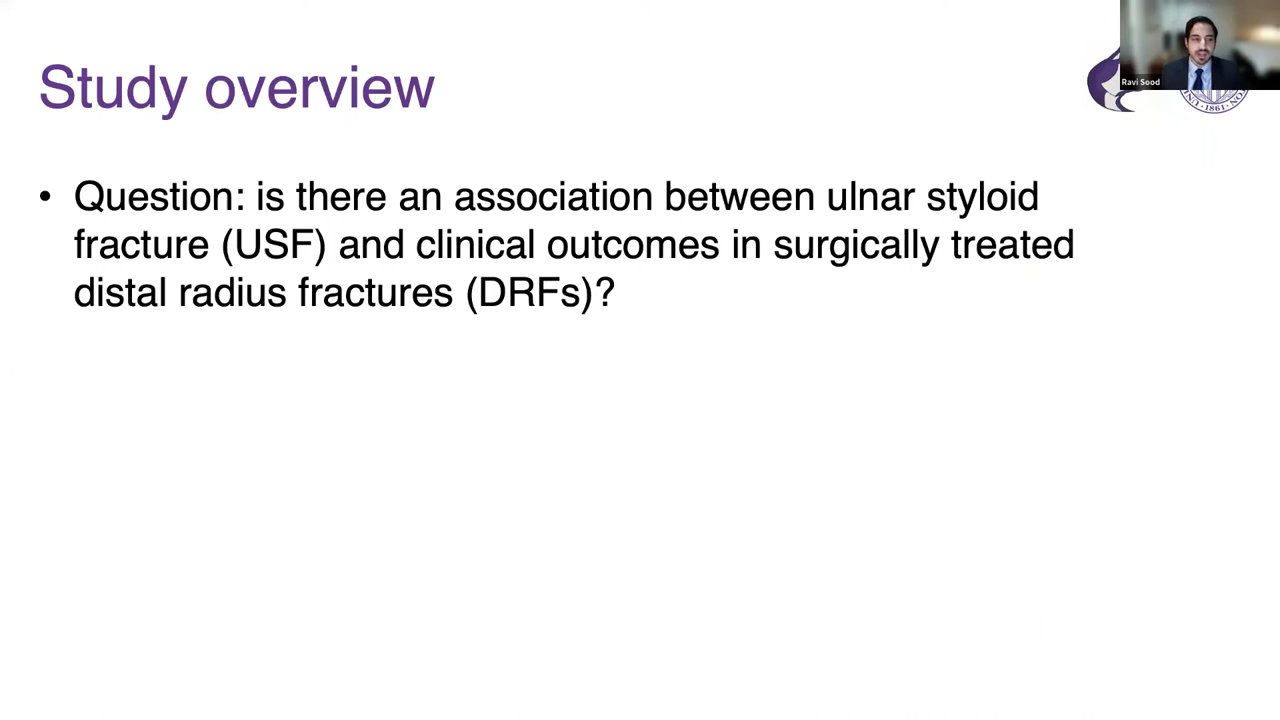 Study overview
Ravi Sood
· 1861 ·
• Question: is there an association between ulnar styloid
fracture (USF) and clinical outcomes in surgically treated
distal radius fractures (DRFs)?